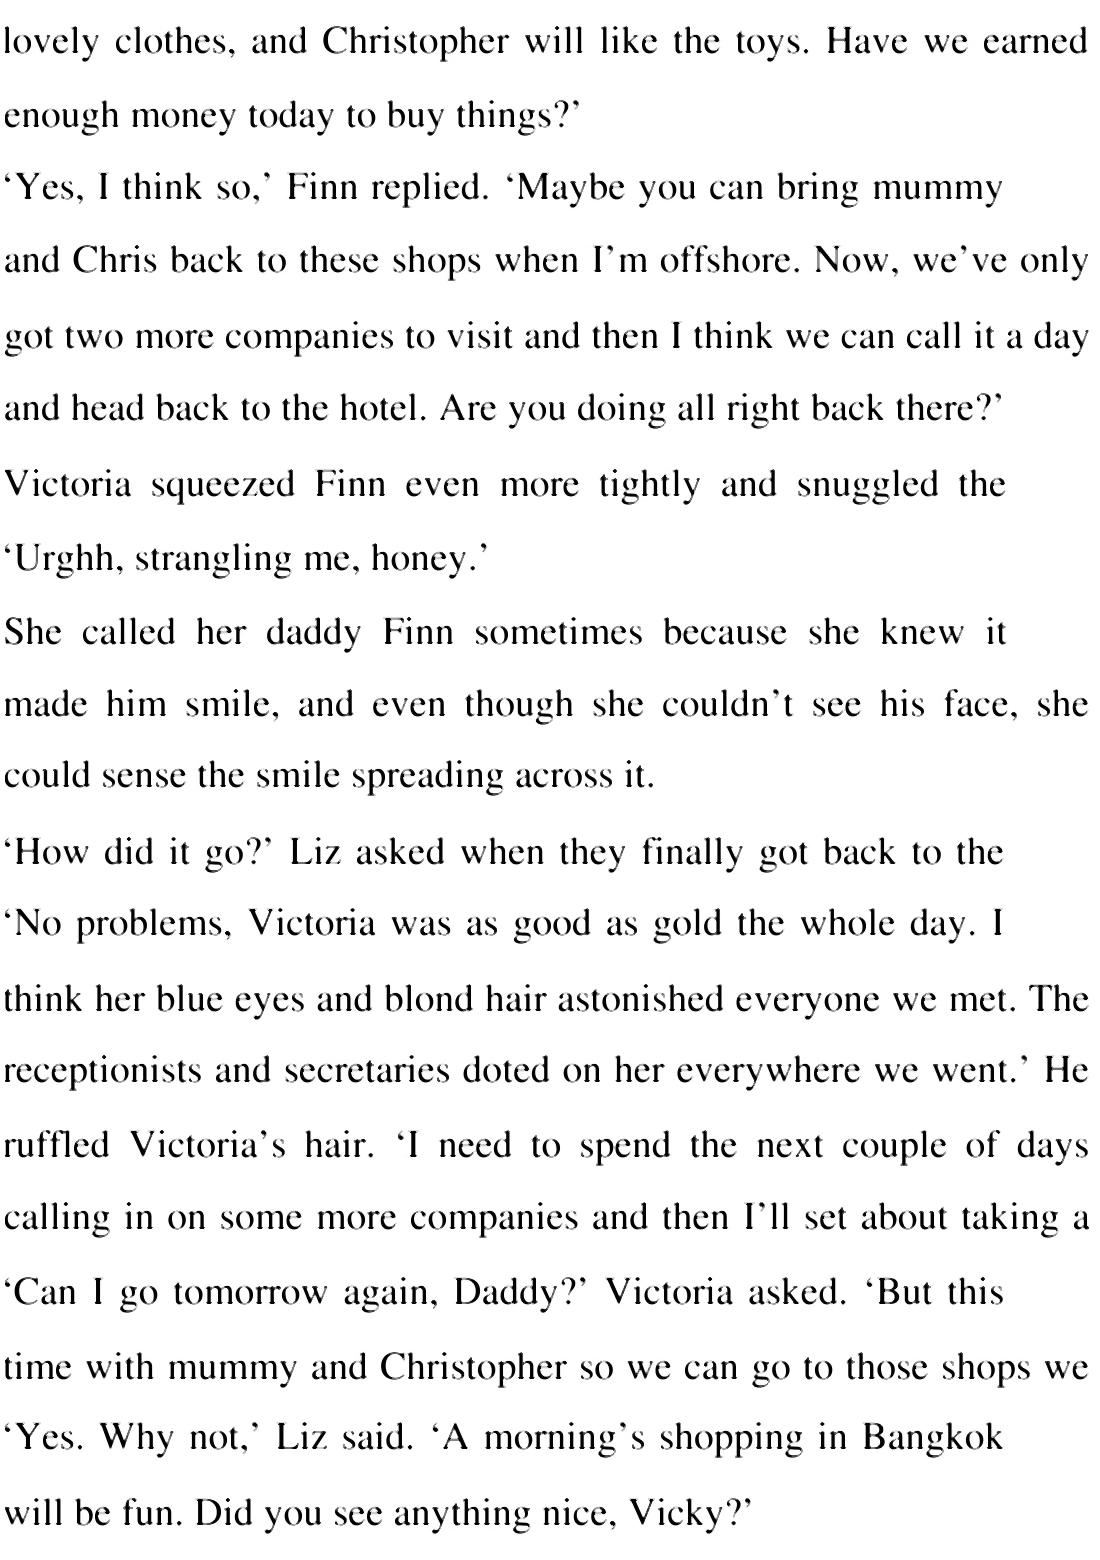 lovely clothes, and Christopher will like the toys. Have we earned
enough money today to buy things?’
‘Yes, I think so,’ Finn replied. ‘Maybe you can bring mummy
and Chris back to these shops when I’m offshore. Now, we’ve only
got two more companies to visit and then I think we can call it a day
and head back to the hotel. Are you doing all right back there?’
Victoria squeezed Finn even more tightly and snuggled the
‘Urghh, strangling me, honey.’
She called her daddy Finn sometimes because she knew it
made him smile, and even though she couldn’t see his face, she
could sense the smile spreading across it.
‘How did it go?’ Liz asked when they finally got back to the
‘No problems, Victoria was as good as gold the whole day. I
think her blue eyes and blond hair astonished everyone we met. The
receptionists and secretaries doted on her everywhere we went.’ He
ruffled Victoria’s hair. ‘I need to spend the next couple of days
calling in on some more companies and then I’ll set about taking a
‘Can I go tomorrow again, Daddy?’ Victoria asked. ‘But this
time with mummy and Christopher so we can go to those shops we
‘Yes. Why not,’ Liz said. ‘A morning’s shopping in Bangkok
will be fun. Did you see anything nice, Vicky?’